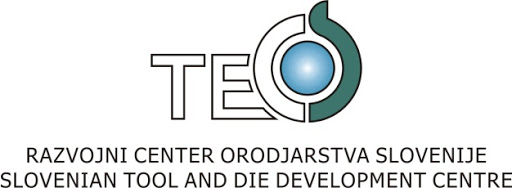 TECOS
RAZVOJNI CENTER ORODJARSTVA SLOVENIJE
SLOVENIAN TOOL AND DIE DEVELOPMENT CENTRE